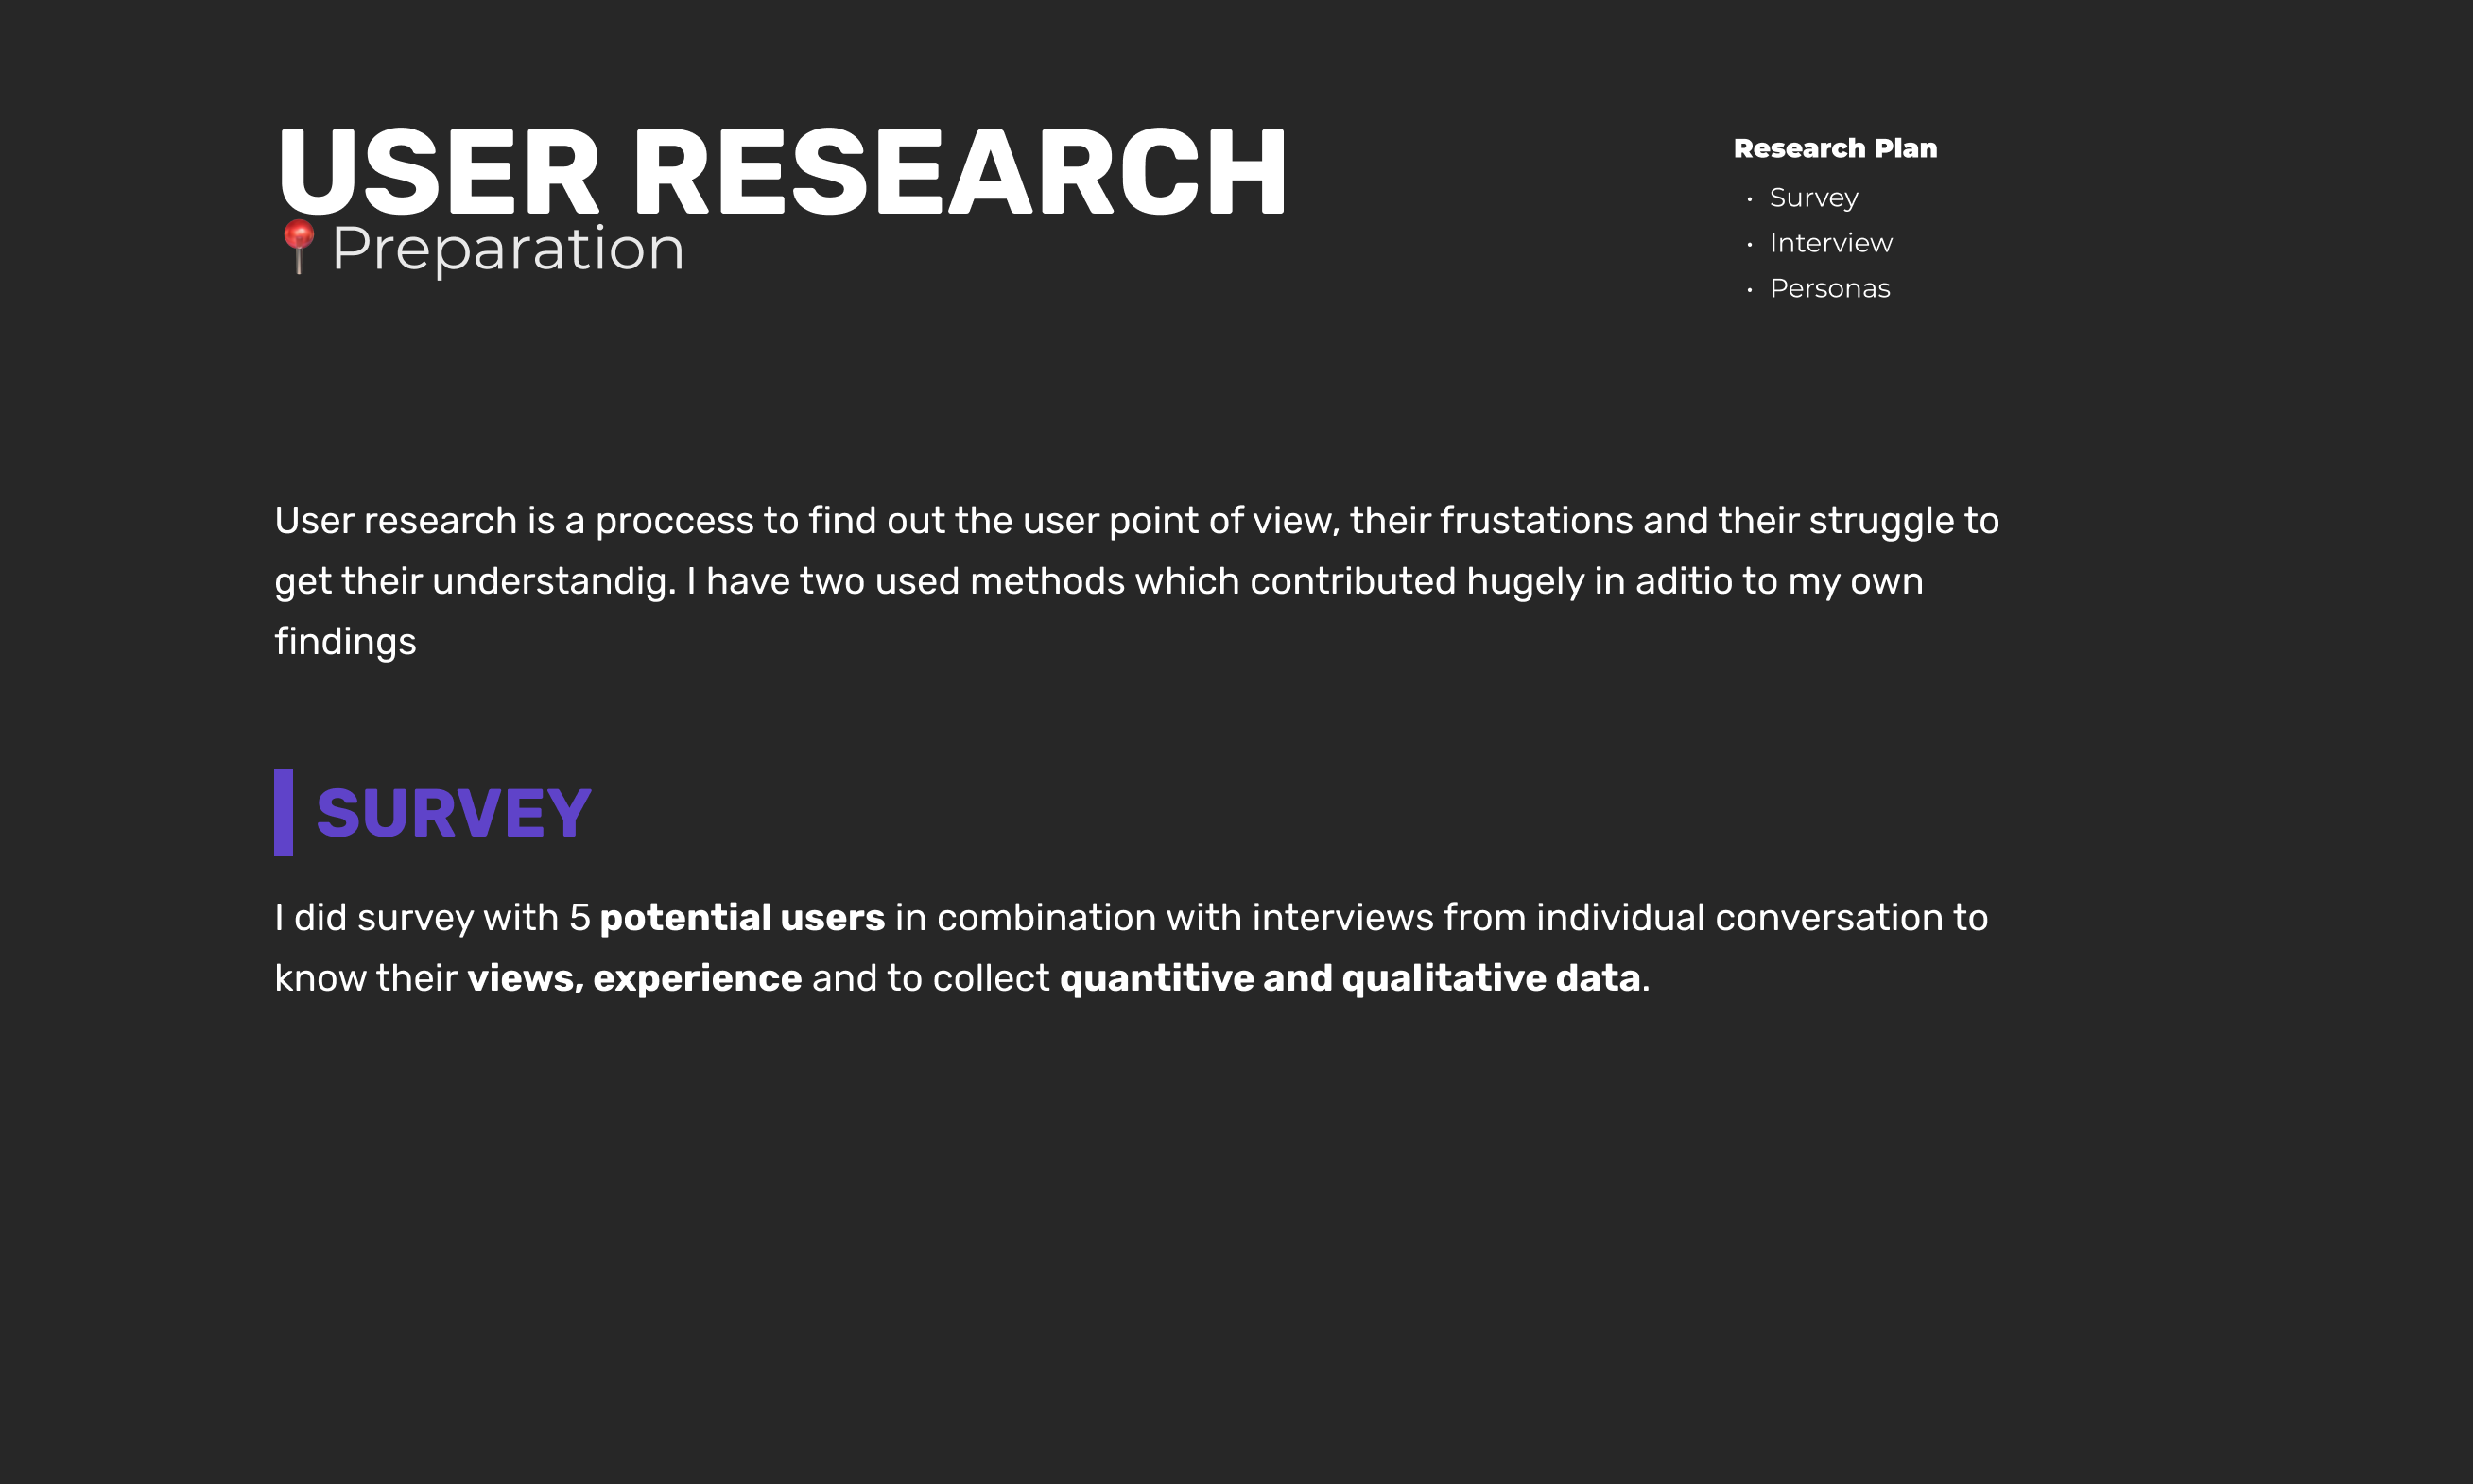 USER RESEARCH
Preparation
Research Plan
• Survey
• Interview
• Personas
User research is a proccess to find out the user point of view, their frustations and their struggle to
get their understandig. I have two used methods which contributed hugely in aditio to my own
findings
SURVEY
I did survey with 5 potential users in combination with interviews from individual conversation to
know their views, experience and to collect quantitive and qualitative data.